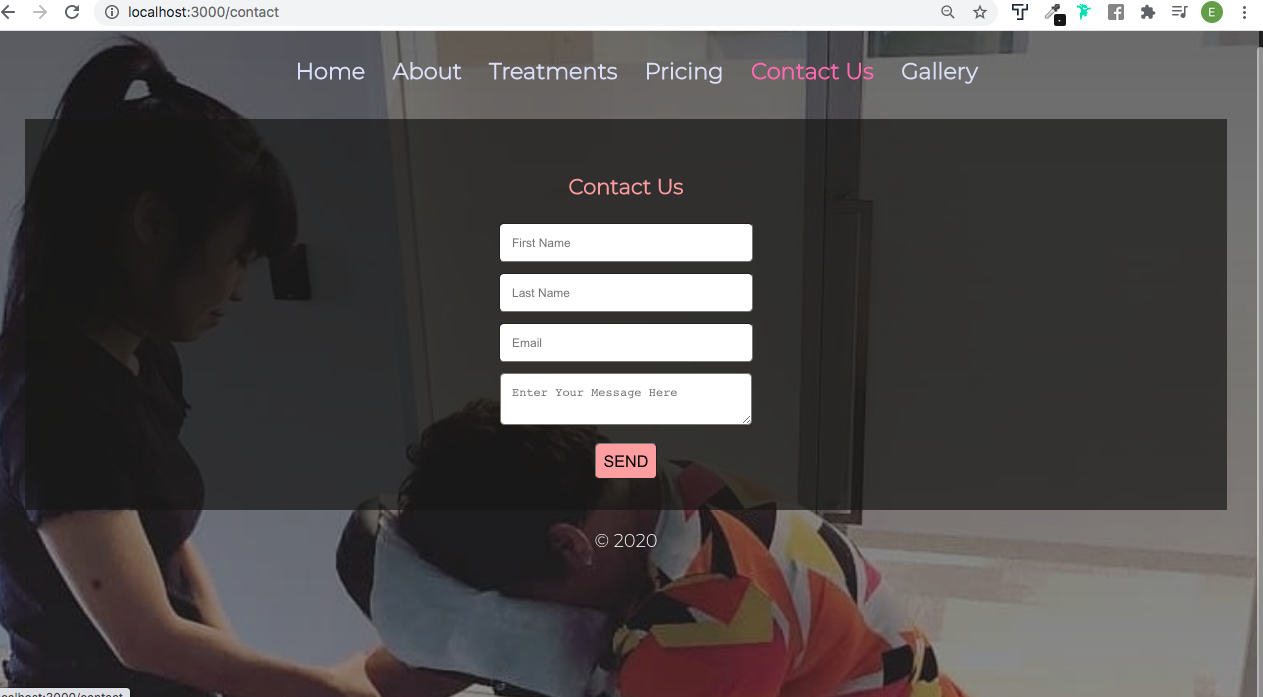 localhost:3000/contact
E
Home About Treatments Pricing Contact Us Gallery
Contact Us
First Name
Last Name
Email
Enter Your Message Here
SEND
© 2020
ocalhost:3000/contact